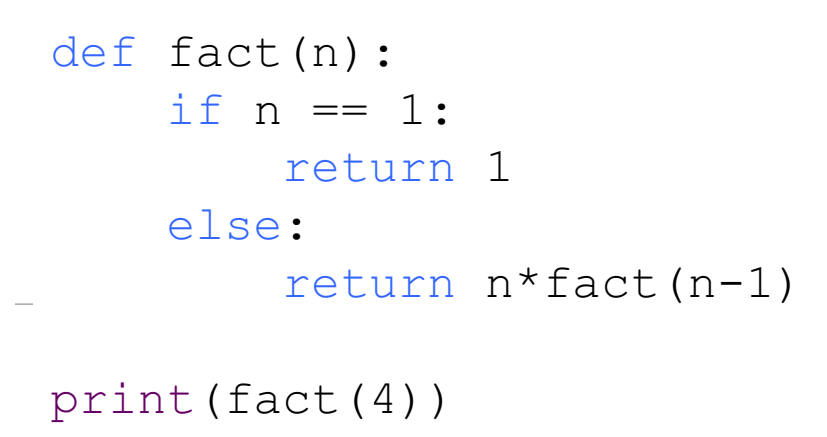 def fact(n):
    if n == 1:
        return 1
    else:
        return n*fact(n-1)
print(fact(4))